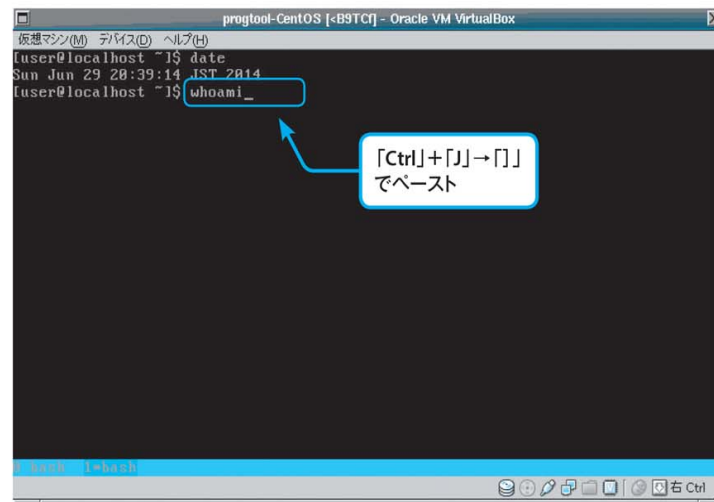 progtool-CentOS [<B9TCf] - Oracle VM VirtualBox
仮想マシン(M) デバイス(D) ヘルプ(H)
[user@localhost ~]$ date
Sun Jun 29 20:39:14 JST 2014
[user@localhost ~]$ whoami_
「Ctrl」+「J」→「]」
でペースト
0 bash 1*bash
右 Ctrl